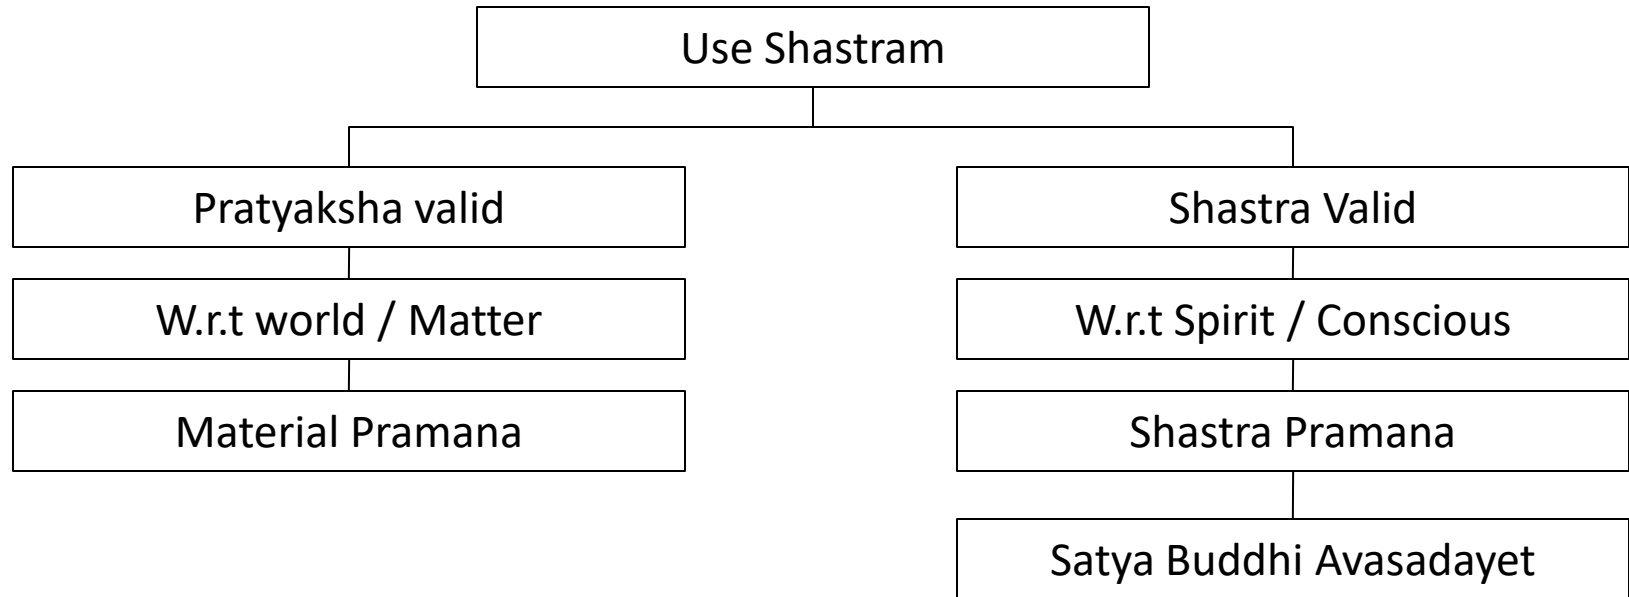 Use Shastram
Pratyaksha valid
Shastra Valid
W.r.t world / Matter
W.r.t Spirit / Conscious
Material Pramana
Shastra Pramana
Satya Buddhi Avasadayet